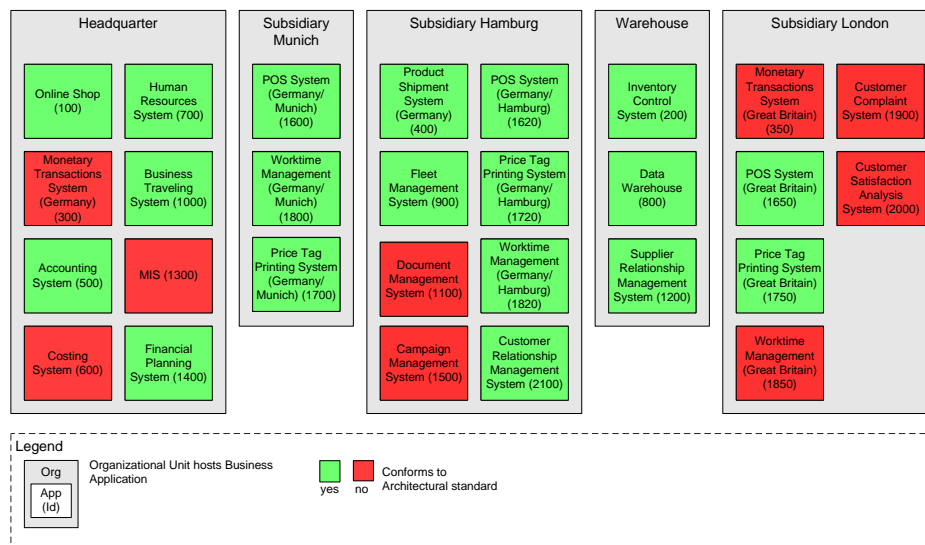 Headquarter
Online Shop
(100)
Human
Resources
System (700)
Monetary
Transactions
System
(Germany)
(300)
Business
Traveling
System (1000)
Accounting
System (500)
MIS (1300)
Costing
System (600)
Financial
Planning
System (1400)
Subsidiary
Munich
POS System
(Germany/
Munich)
(1600)
Worktime
Management
(Germany/
Munich)
(1800)
Price Tag
Printing System
(Germany/
Munich) (1700)
Subsidiary Hamburg
Product
Shipment
System
(Germany)
(400)
POS System
(Germany/
Hamburg)
(1620)
Fleet
Management
System (900)
Price Tag
Printing System
(Germany/
Hamburg)
(1720)
Document
Management
System (1100)
Worktime
Management
(Germany/
Hamburg)
(1820)
Campaign
Management
System (1500)
Customer
Relationship
Management
System (2100)
Warehouse
Inventory
Control
System (200)
Data
Warehouse
(800)
Supplier
Relationship
Management
System (1200)
Subsidiary London
Monetary
Transactions
System
(Great Britain)
(350)
Customer
Complaint
System (1900)
POS System
(Great Britain)
(1650)
Customer
Satisfaction
Analysis
System (2000)
Price Tag
Printing System
(Great Britain)
(1750)
Worktime
Management
(Great Britain)
(1850)
Legend
Org
App
(Id)
Organizational Unit hosts Business
Application
yes
no
Conforms to
Architectural standard